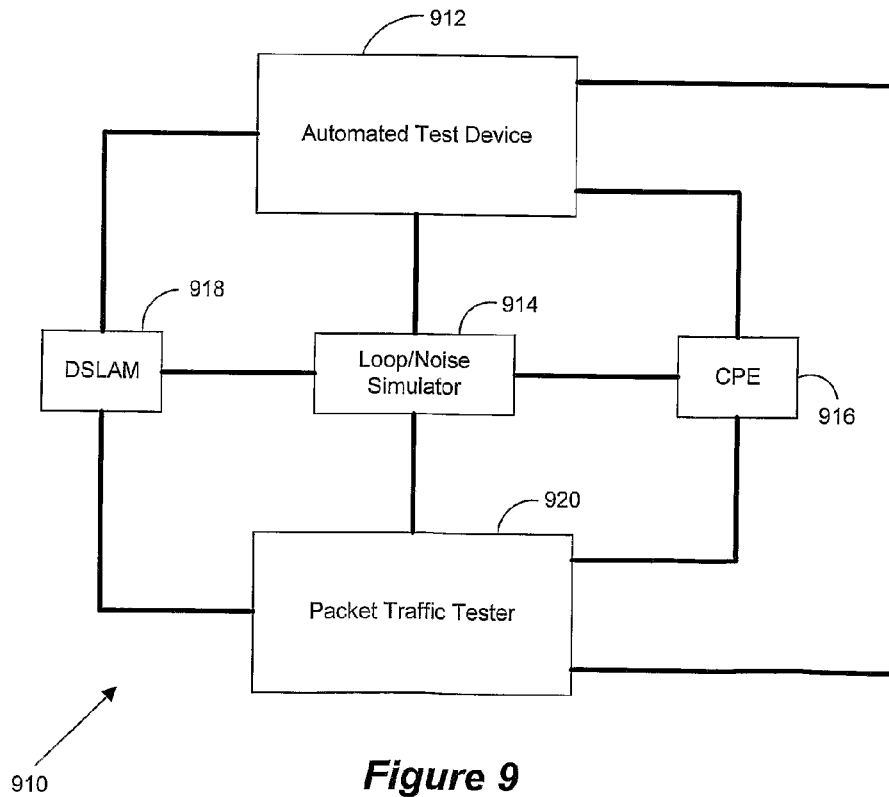 912
Automated Test Device
918
914
DSLAM
Loop/Noise
Simulator
CPE
916
920
Packet Traffic Tester
910
Figure 9